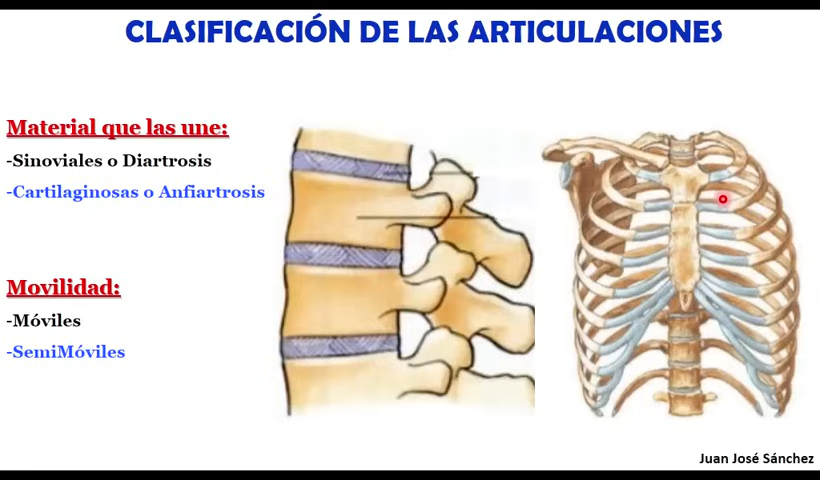 CLASIFICACIÓN DE LAS ARTICULACIONES
Material que las une:
-Sinoviales o Diartrosis
-Cartilaginosas o Anfiartrosis
Movilidad:
-Móviles
-SemiMóviles
Juan José Sánchez